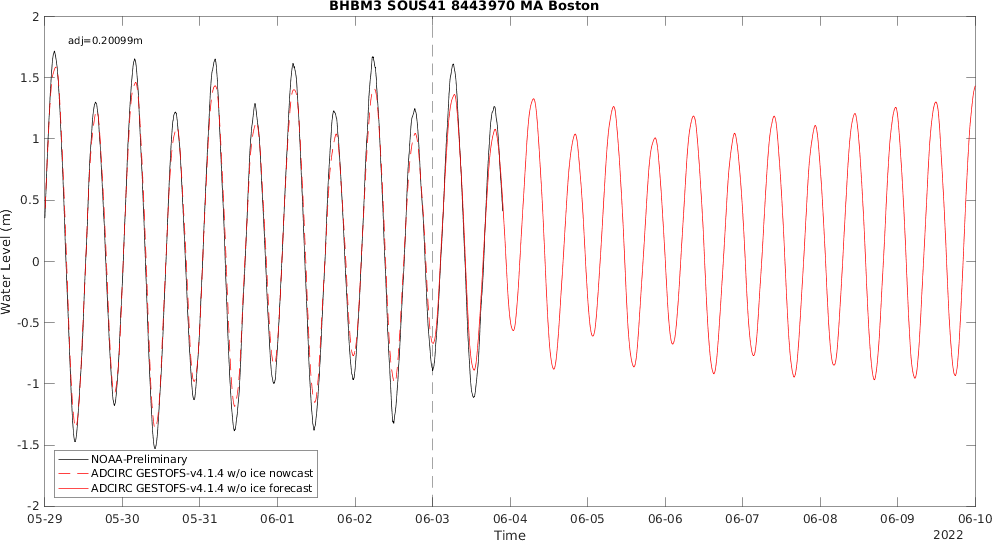 BHBM3 SOUS41 8443970 MA Boston
adj=0.20099m
2
1.5
1
0.5
0
-0.5
-1
-1.5
-2
Water Level (m)
NOAA-Preliminary
ADCIRC GESTOFS-v4.1.4 w/o ice nowcast
ADCIRC GESTOFS-v4.1.4 w/o ice forecast
05-29 05-30 05-31 06-01 06-02 06-03 06-04 06-05 06-06 06-07 06-08 06-09 06-10
Time
2022